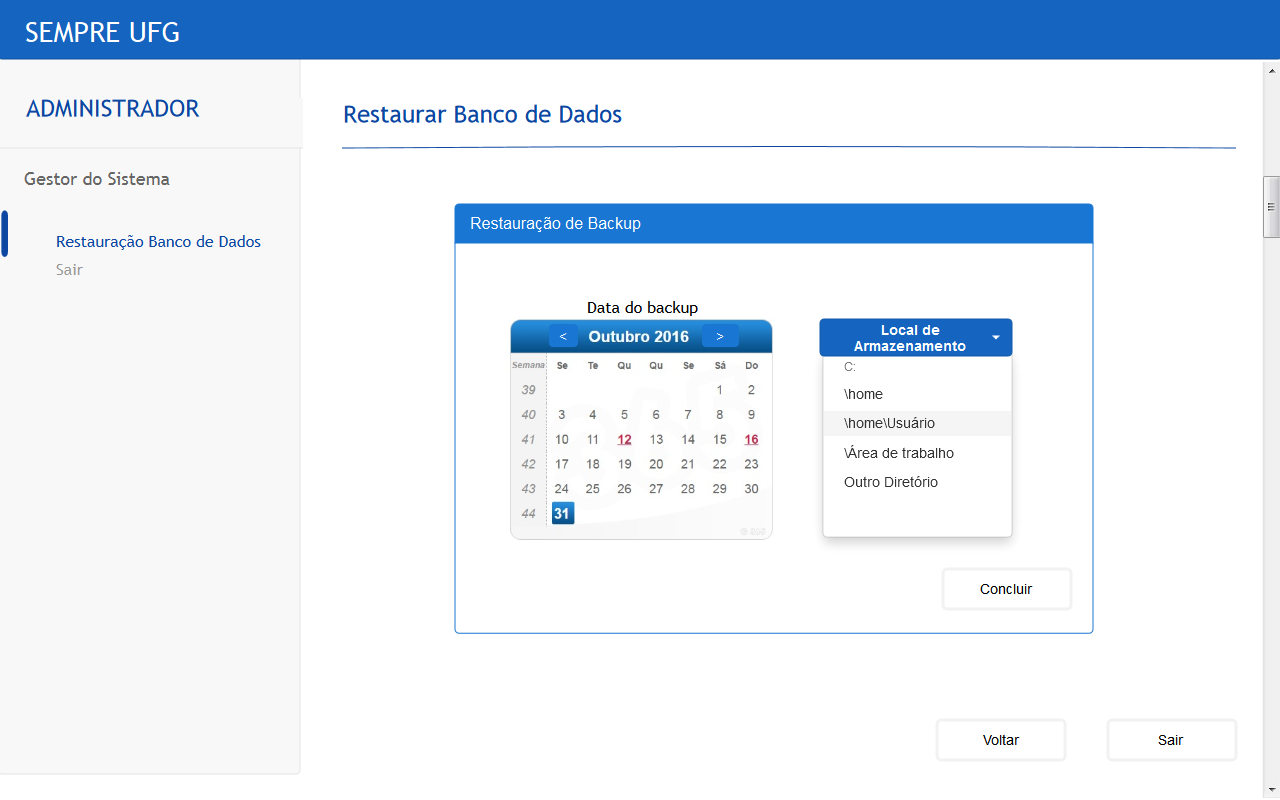 SEMPRE UFG
ADMINISTRADOR
Gestor do Sistema
Restauração Banco de Dados
Sair
Restaurar Banco de Dados
Restauração de Backup
Data do backup
< Outubro 2016 >
Semana Se Te Qu Qu Se Sá Do
39 1 2
40 3 4 5 6 7 8 9
41 10 11 12 13 14 15 16
42 17 18 19 20 21 22 23
43 24 25 26 27 28 29 30
44 31
Local de
Armazenamento
C:
\home
\home\Usuário
\Área de trabalho
Outro Diretório
Concluir
Voltar
Sair